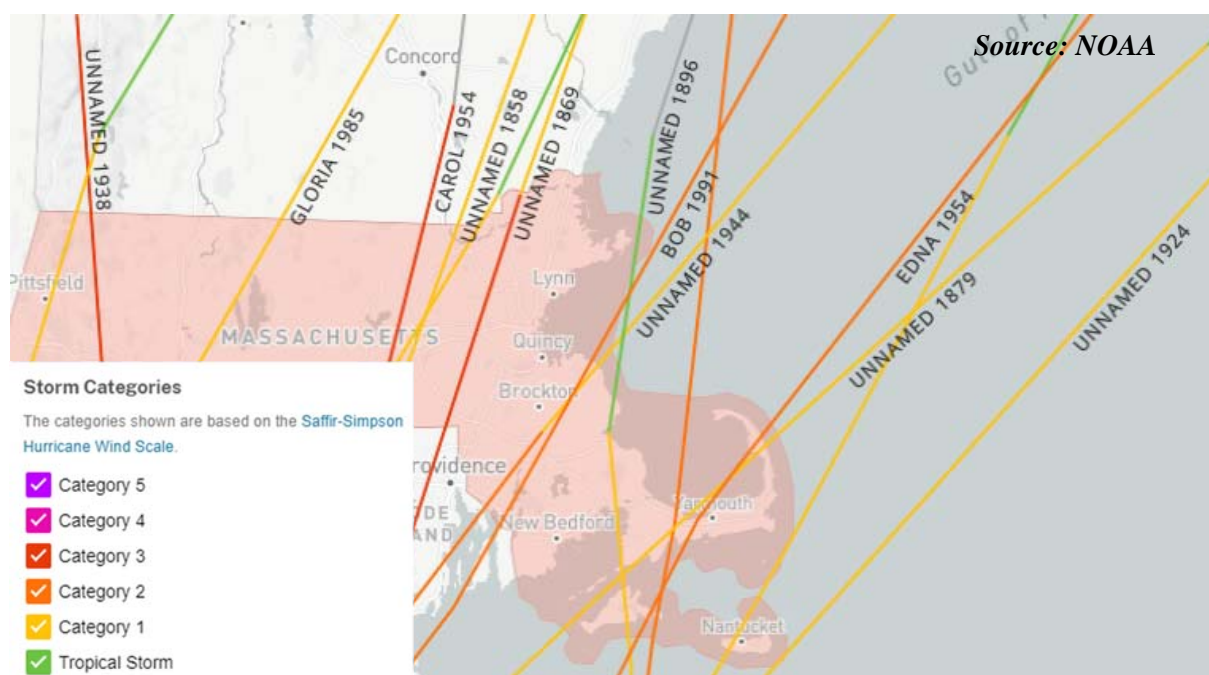 Source: NOAA
Gulf of
Concord
UNNAMED 1938
GLORIA 1985
CAROL 1954
UNNAMED 1858
UNNAMED 1869
UNNAMED 1896
BOB 1991
UNNAMED 1944
EDNA 1954
UNNAMED 1879
UNNAMED 1924
Pittsfield
Lynn
MASSACHUSETTS
Quincy
Brockton
rovidence
DE
AND
New Bedford
Yarmouth
Nantucket
Storm Categories
The categories shown are based on the Saffir-Simpson
Hurricane Wind Scale.
Category 5
Category 4
Category 3
Category 2
Category 1
Tropical Storm